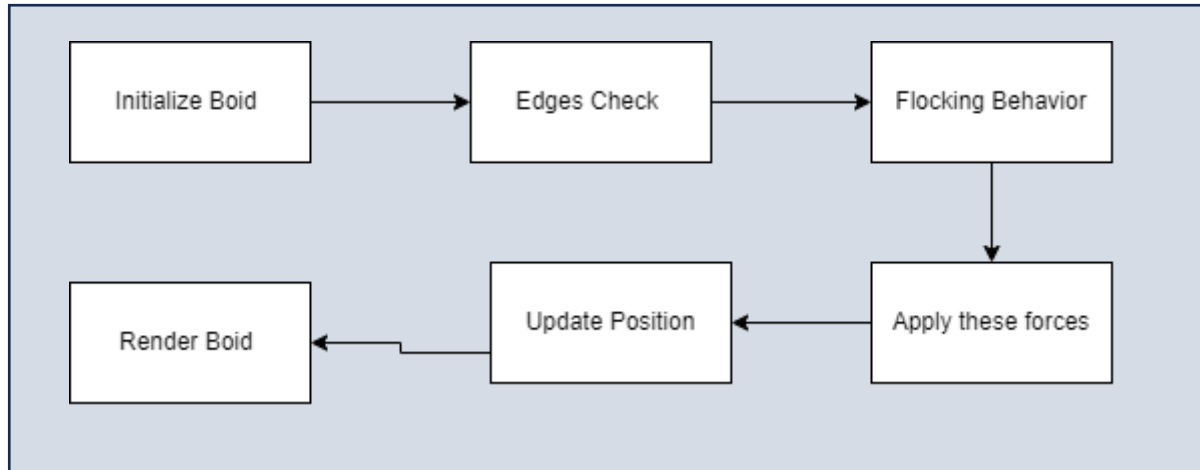 Initialize Boid
Edges Check
Flocking Behavior
Apply these forces
Update Position
Render Boid